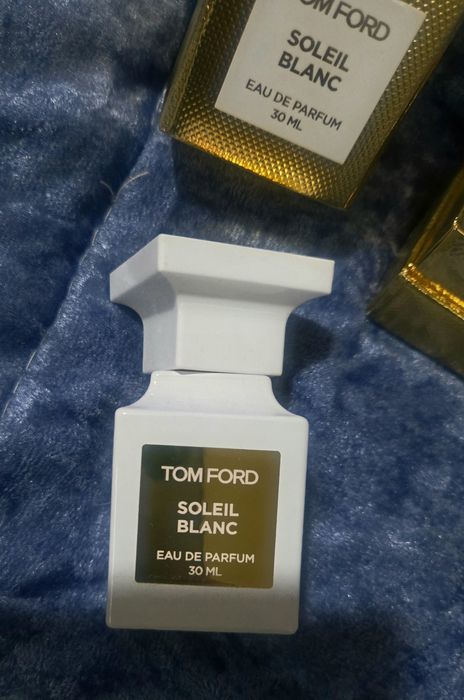 TOM FORD
SOLEIL
BLANC
EAU DE PARFUM
30 ML
TOM FORD
SOLEIL
BLANC
EAU DE PARFUM
30 ML